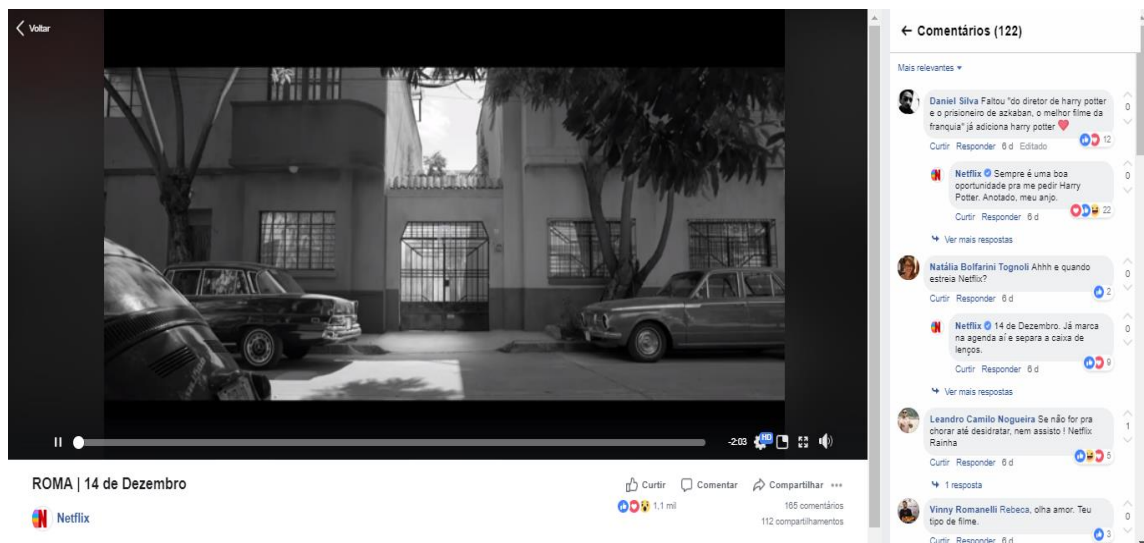 Voltar
-2:03
HD
ROMA | 14 de Dezembro
N
Netflix
Curtir Comentar Compartilhar
1,1 mil
165 comentários
112 compartilhamentos
Comentários (122)
Mais relevantes
Daniel Silva Faltou "do diretor de harry potter
e o prisioneiro de azkaban, o melhor filme da
franquia" já adiciona harry potter
12
Curtir Responder 6 d Editado
0
N
Netflix Sempre é uma boa
oportunidade pra me pedir Harry
Potter. Anotado, meu anjo.
22
Curtir Responder 6 d
0
Ver mais respostas
Natália Bolfarini Tognoli Ahhh e quando
estreia Netflix?
2
Curtir Responder 6 d
0
N
Netflix 14 de Dezembro. Já marca
na agenda aí e separa a caixa de
lenços.
9
Curtir Responder 6 d
0
Ver mais respostas
Leandro Camilo Nogueira Se não for pra
chorar até desidratar, nem assisto ! Netflix
Rainha
5
Curtir Responder 6 d
1
1 resposta
Vinny Romanelli Rebeca, olha amor. Teu
tipo de filme.
3
Curtir Responder 6 d
0